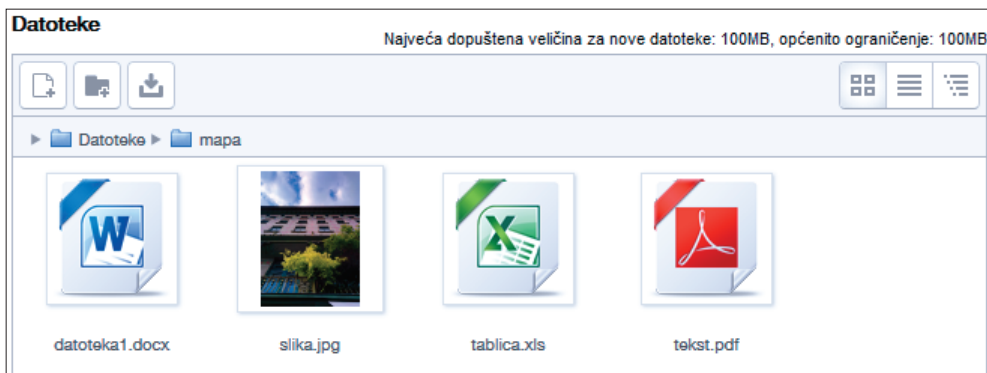 Datoteke
Najveća dopuštena veličina za nove datoteke: 100MB, općenito ograničenje: 100MB
Datoteke mapa
datoteka1.docx slika.jpg tablica.xls tekst.pdf